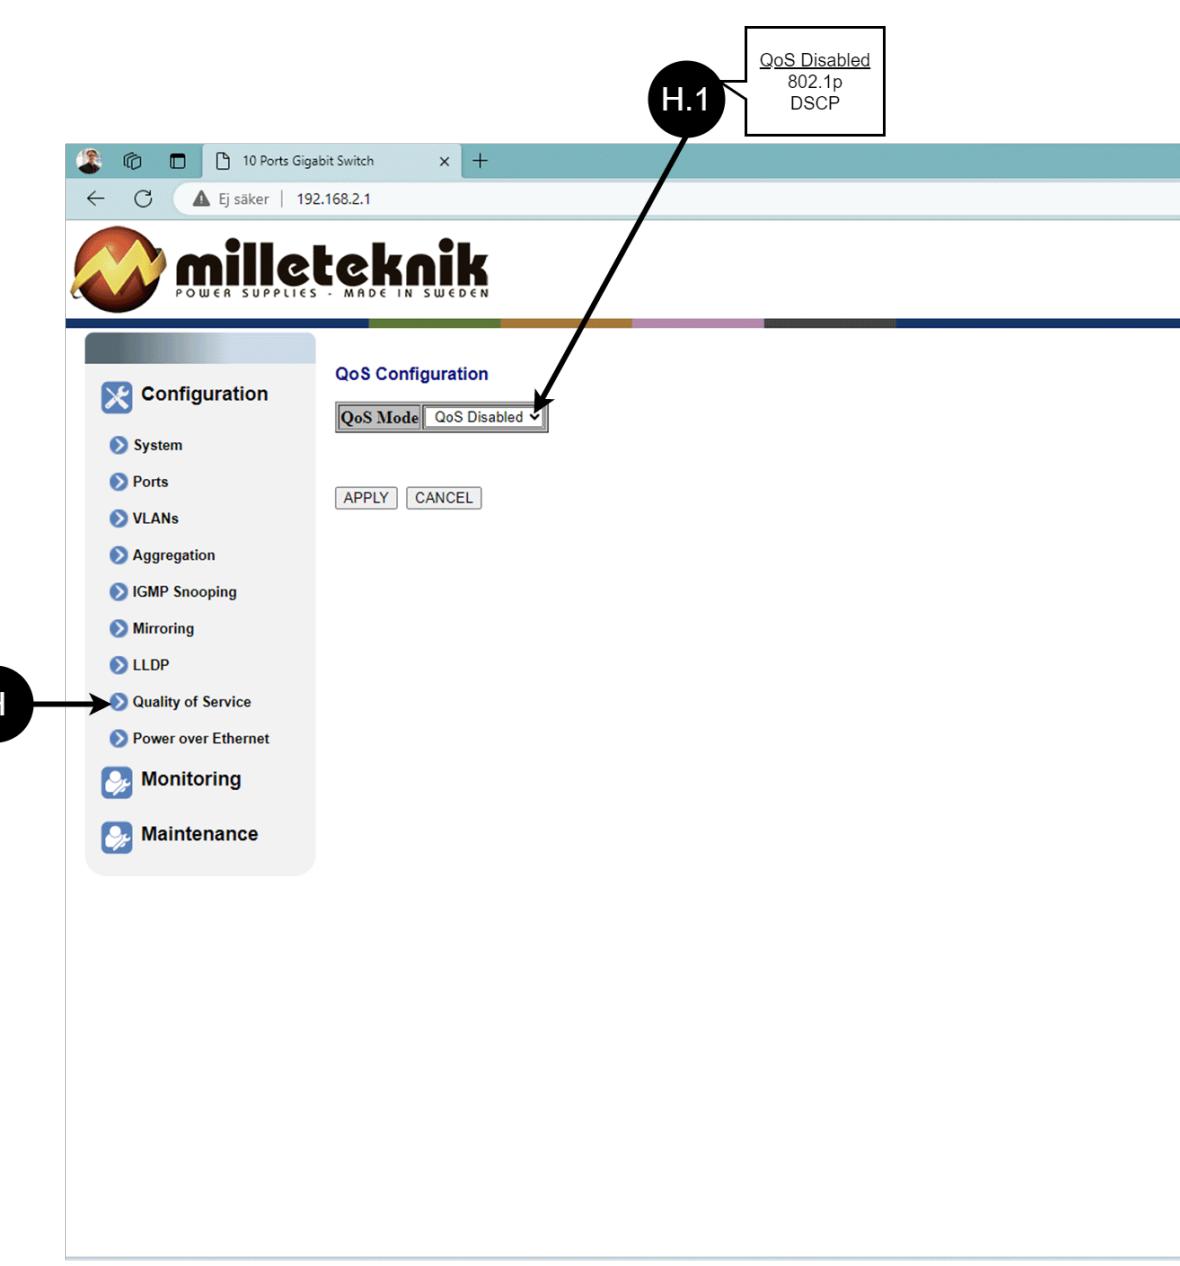 QoS Disabled
802.1p
DSCP
H.1
10 Ports Gigabit Switch
Ej säker | 192.168.2.1
milleteknik
POWER SUPPLIES - MADE IN SWEDEN
Configuration
System
Ports
VLANs
Aggregation
IGMP Snooping
Mirroring
LLDP
Quality of Service
Power over Ethernet
Monitoring
Maintenance
QoS Configuration
QoS Mode QoS Disabled
APPLY CANCEL